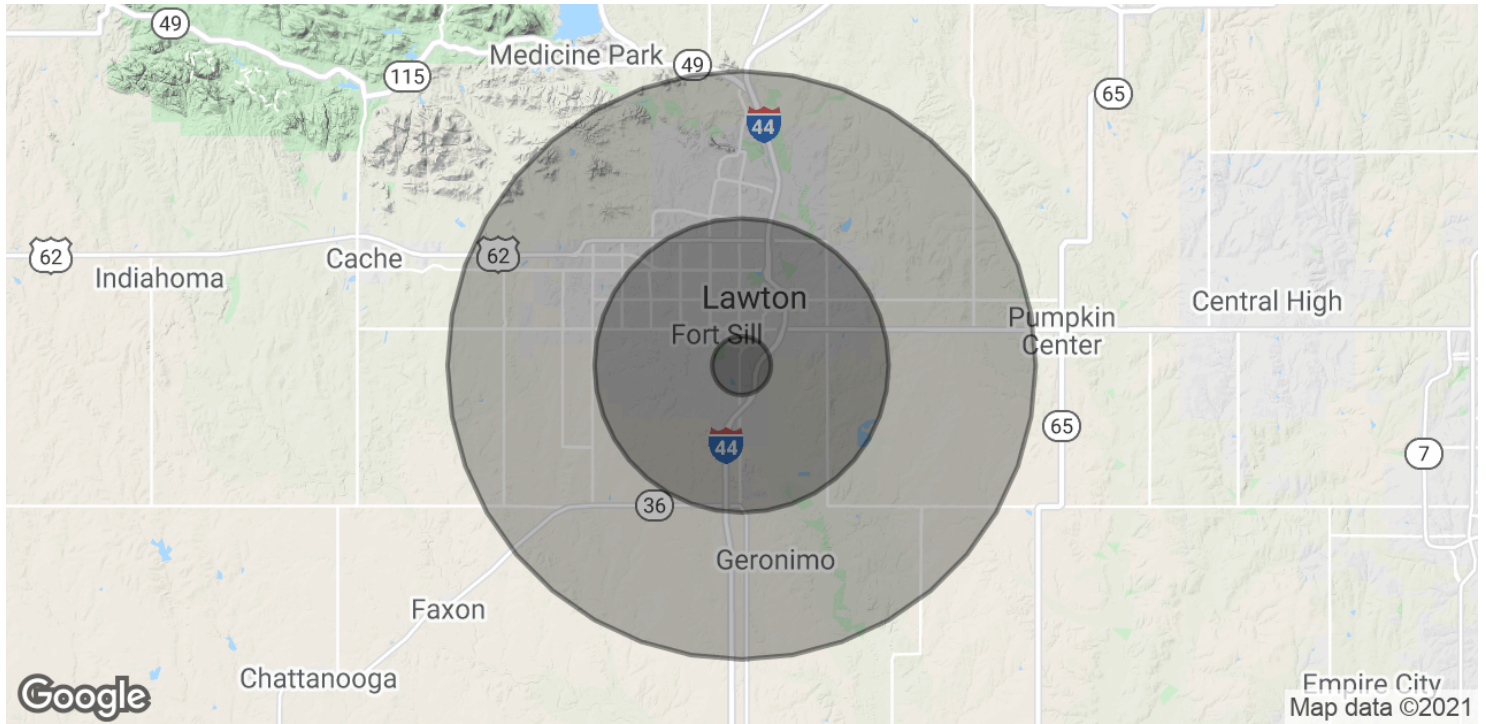 49
Medicine Park
49
115
65
44
62
Cache
62
Indiahoma
Lawton
Central High
Fort Sill
Pumpkin
Center
44
65
7
36
Geronimo
Faxon
Chattanooga
Empire City
Google
Map data ©2021